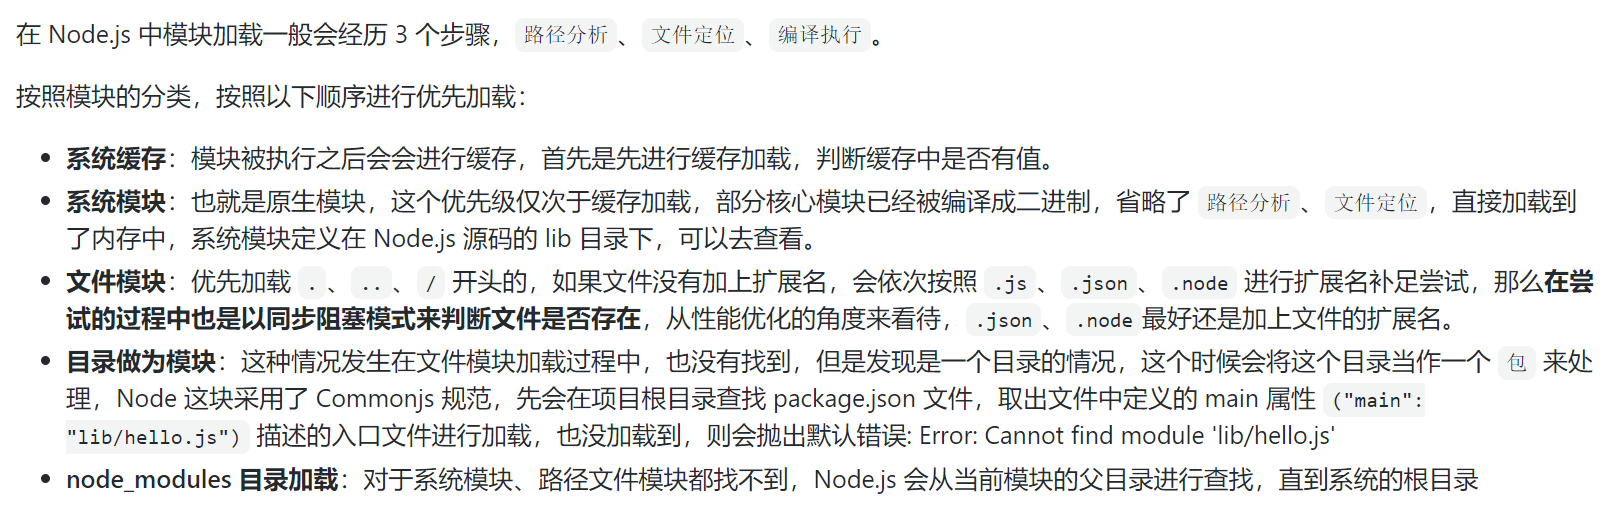 在 Node.js 中模块加载一般会经历 3 个步骤，路径分析、文件定位、编译执行。
按照模块的分类，按照以下顺序进行优先加载：
• 系统缓存：模块被执行之后会会进行缓存，首先是先进行缓存加载，判断缓存中是否有值。
• 系统模块：也就是原生模块，这个优先级仅次于缓存加载，部分核心模块已经被编译成二进制，省略了 路径分析、文件定位，直接加载到
了内存中，系统模块定义在 Node.js 源码的 lib 目录下，可以去查看。
• 文件模块：优先加载 .、..、/ 开头的，如果文件没有加上扩展名，会依次按照 .js、.json、.node 进行扩展名补足尝试，那么在尝
试的过程中也是以同步阻塞模式来判断文件是否存在，从性能优化的角度来看待，.json、.node最好还是加上文件的扩展名。
• 目录做为模块：这种情况发生在文件模块加载过程中，也没有找到，但是发现是一个目录的情况，这个时候会将这个目录当作一个 包 来处
理，Node 这块采用了 Commonjs 规范，先会在项目根目录查找 package.json 文件，取出文件中定义的 main 属性 ("main":
"lib/hello.js") 描述的入口文件进行加载，也没加载到，则会抛出默认错误: Error: Cannot find module 'lib/hello.js'
• node_modules 目录加载：对于系统模块、路径文件模块都找不到，Node.js 会从当前模块的父目录进行查找，直到系统的根目录